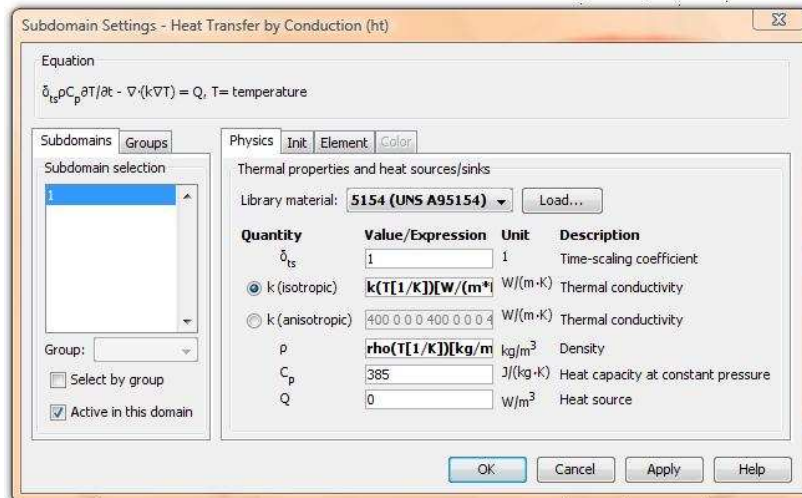 Subdomain Settings - Heat Transfer by Conduction (ht)
Equation
δtsρCp∂T/∂t - ∇·(k∇T) = Q, T= temperature
Subdomains Groups
Subdomain selection
1
Group:
Select by group
Active in this domain
Physics Init Element Color
Thermal properties and heat sources/sinks
Library material: 5154 (UNS A95154) Load...
Quantity Value/Expression Unit Description
δts 1 1 Time-scaling coefficient
k (isotropic) k(T[1/K])[W/(m* W/(m·K) Thermal conductivity
k (anisotropic) 400 0 0 0 400 0 0 0 4 W/(m·K) Thermal conductivity
ρ rho(T[1/K])[kg/m kg/m³ Density
Cp 385 J/(kg·K) Heat capacity at constant pressure
Q 0 W/m³ Heat source
OK Cancel Apply Help